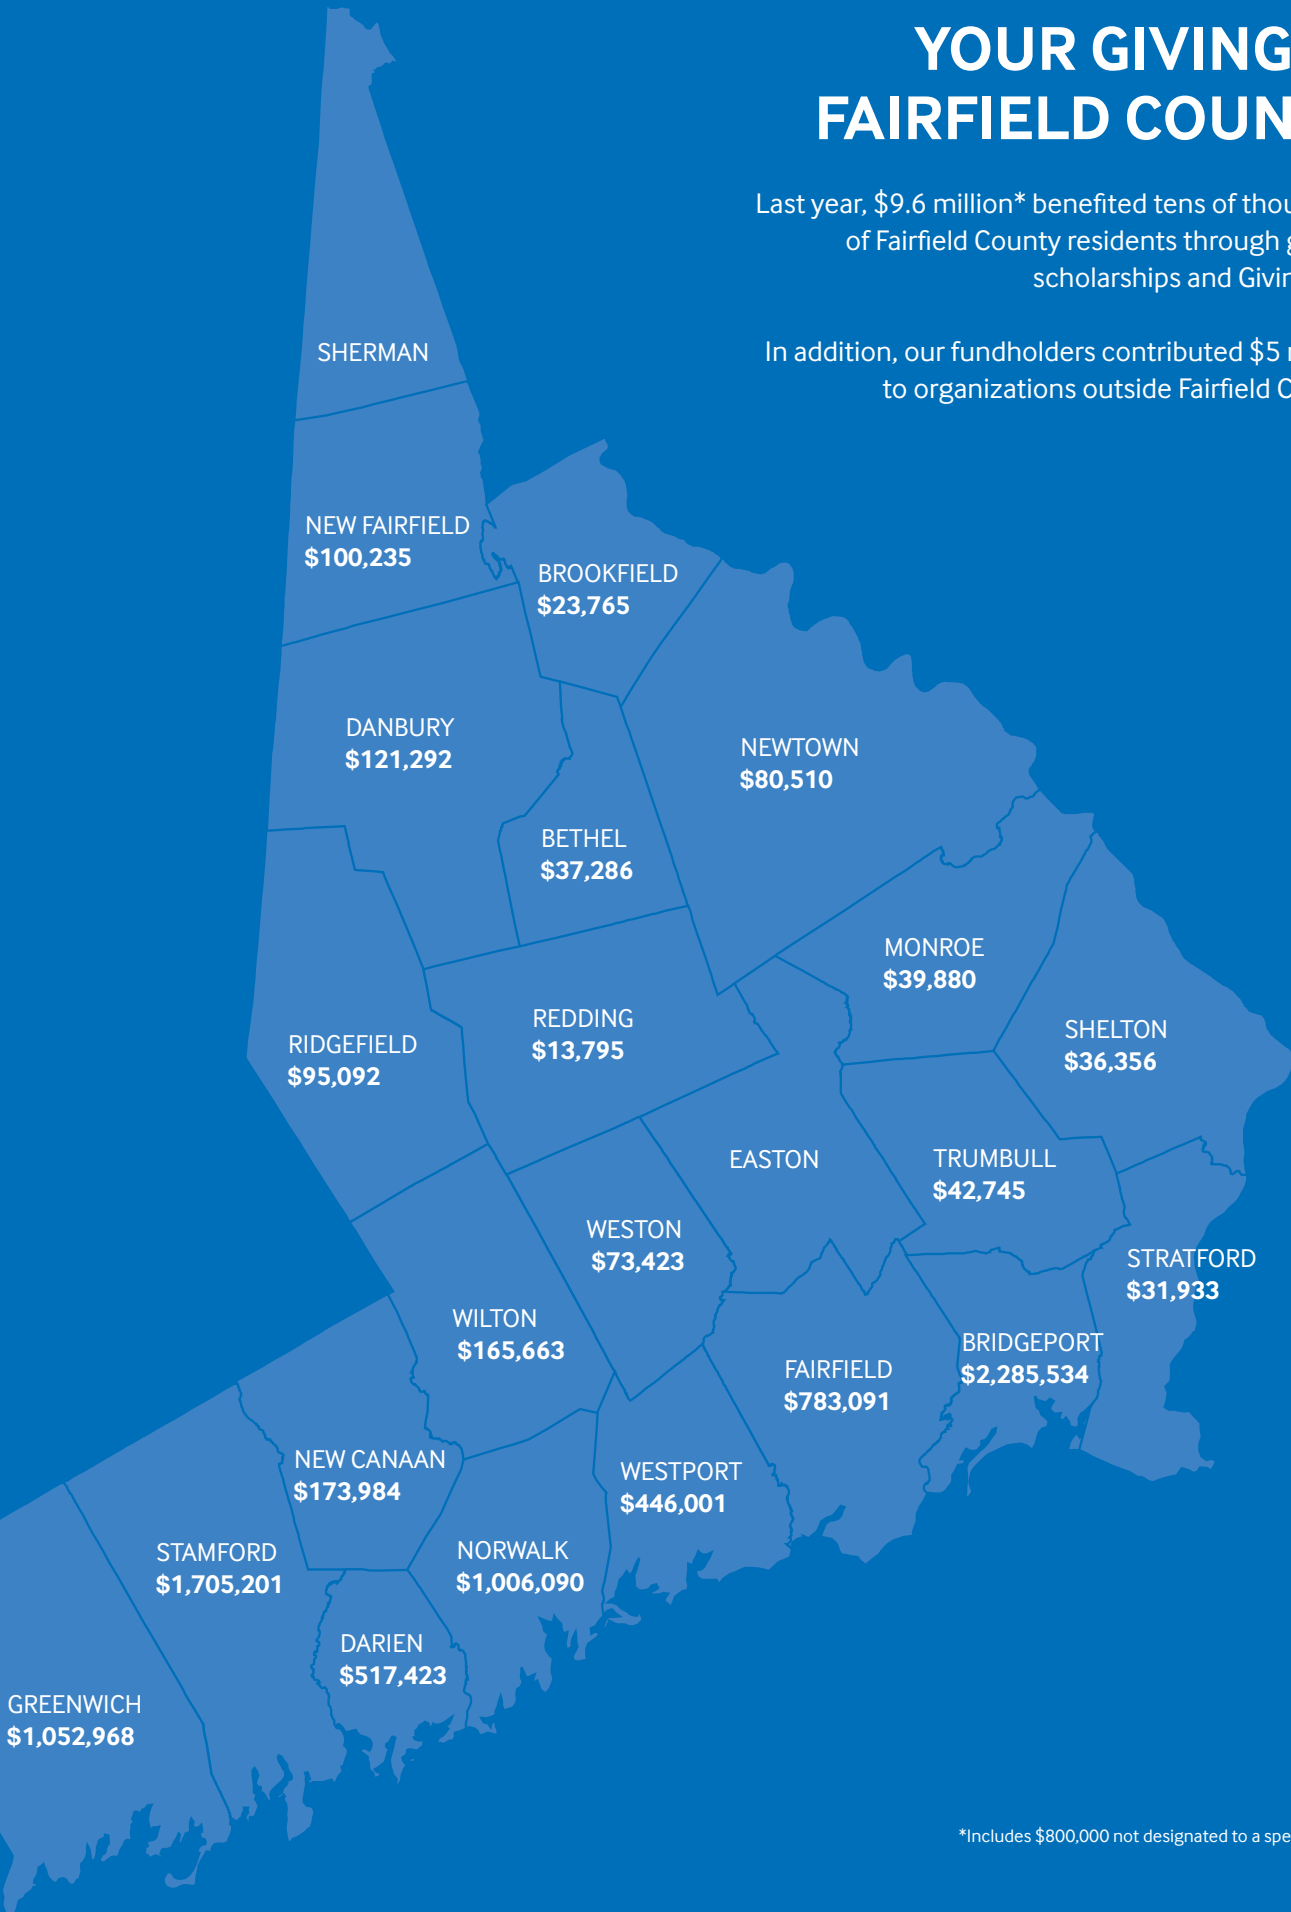 YOUR GIVING
FAIRFIELD COUN
Last year, $9.6 million* benefited tens of thou
of Fairfield County residents through g
scholarships and Givin
In addition, our fundholders contributed $5
to organizations outside Fairfield C
SHERMAN
NEW FAIRFIELD
$100,235
BROOKFIELD
$23,765
DANBURY
$121,292
NEWTOWN
$80,510
BETHEL
$37,286
MONROE
$39,880
REDDING
$13,795
SHELTON
$36,356
RIDGEFIELD
$95,092
EASTON
TRUMBULL
$42,745
WESTON
$73,423
STRATFORD
$31,933
WILTON
$165,663
BRIDGEPORT
$2,285,534
FAIRFIELD
$783,091
NEW CANAAN
$173,984
WESTPORT
$446,001
STAMFORD
$1,705,201
NORWALK
$1,006,090
DARIEN
$517,423
GREENWICH
$1,052,968
*Includes $800,000 not designated to a spe